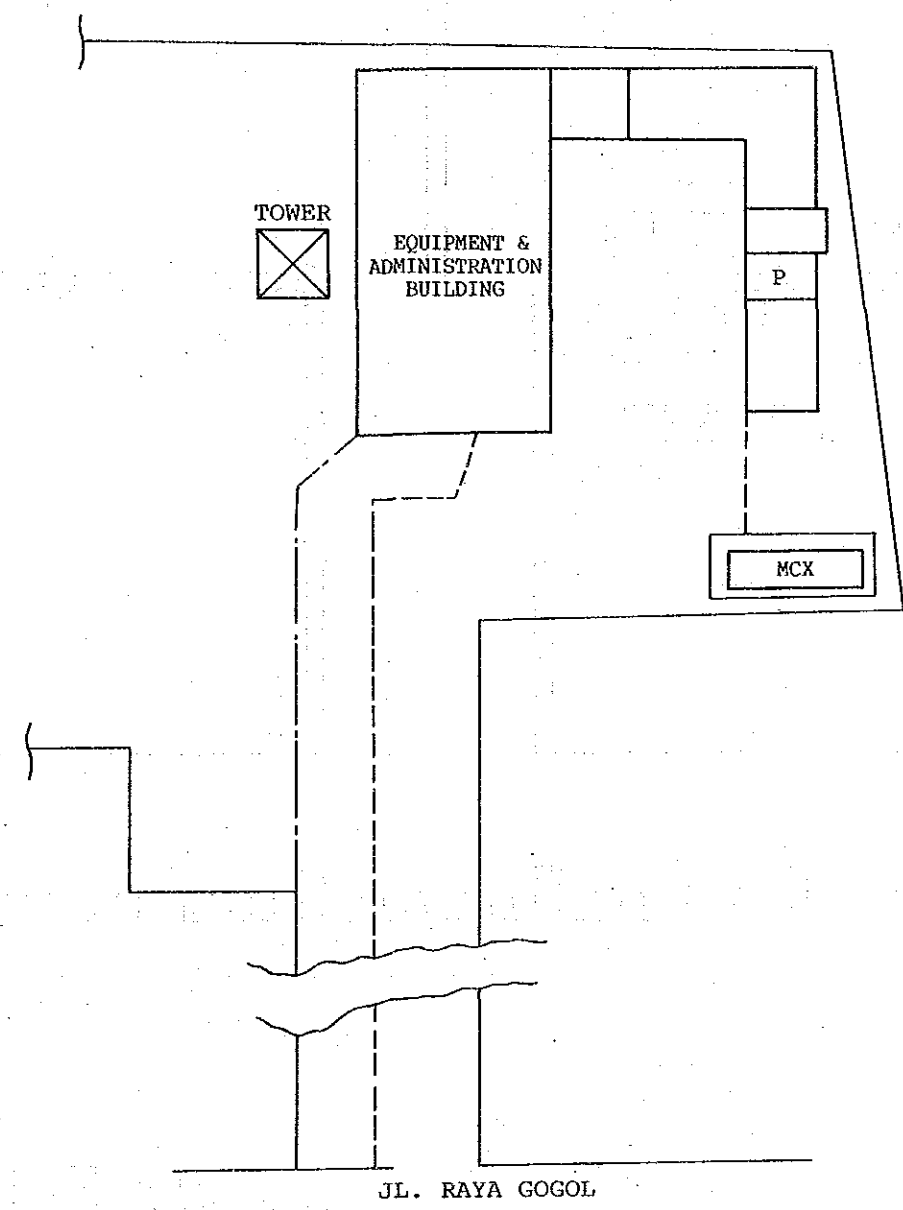 TOWER
EQUIPMENT &
ADMINISTRATION
BUILDING
P
MCX
JL. RAYA GOGOL